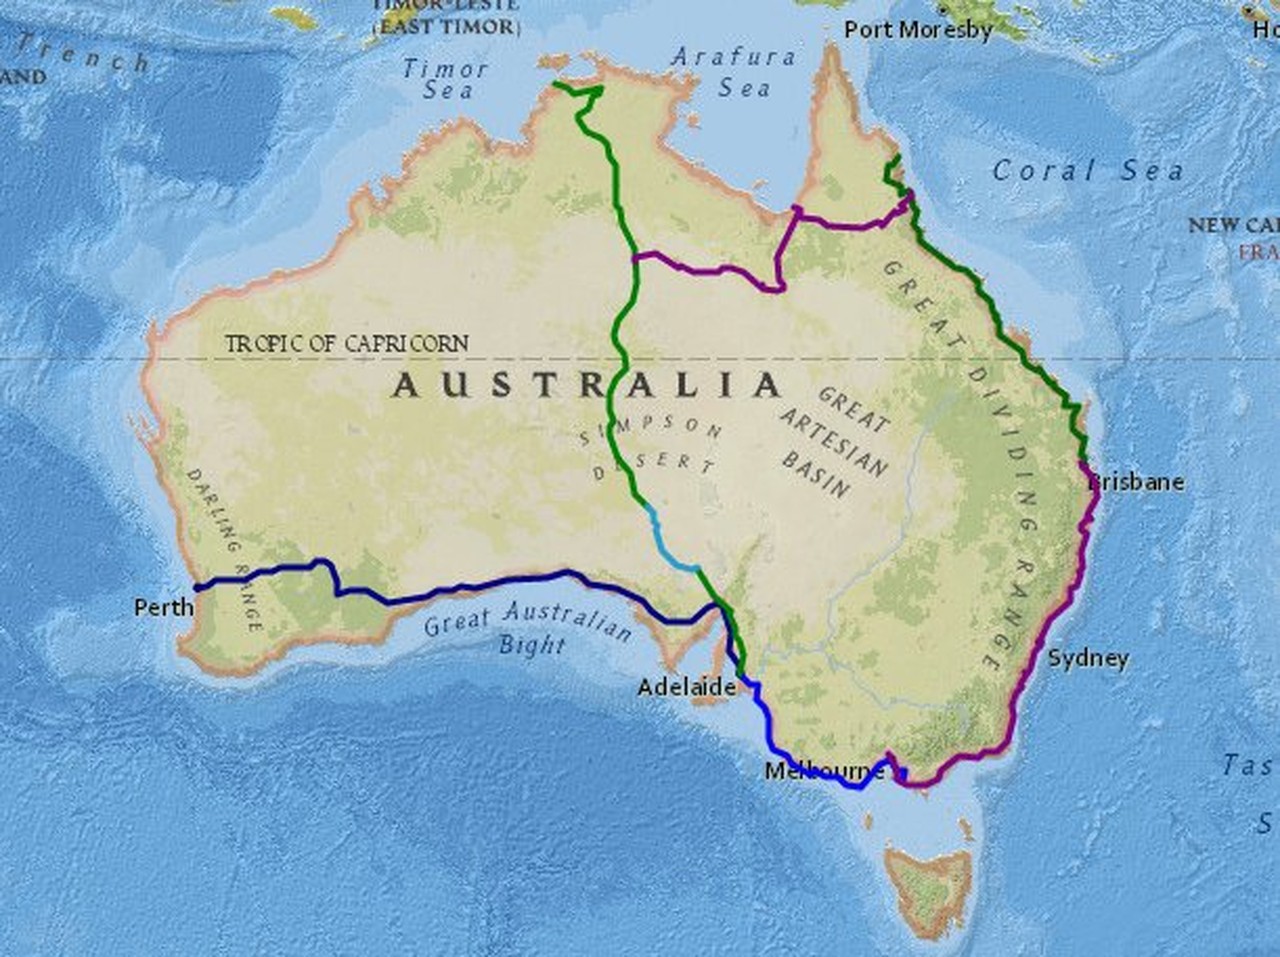 TIMOR-LESTE
(EAST TIMOR)
Port Moresby
Trench
AND
Timor
Sea
Arafura
Sea
Coral Sea
NEW CA
FRA
GREAT DIVIDING RANGE
TROPIC OF CAPRICORN
AUSTRALIA
SIMPSON
DESERT
GREAT
ARTESIAN
BASIN
DARLING RANGE
Brisbane
Perth
Great Australian
Bight
Adelaide
Sydney
Melbourne
Tas
S